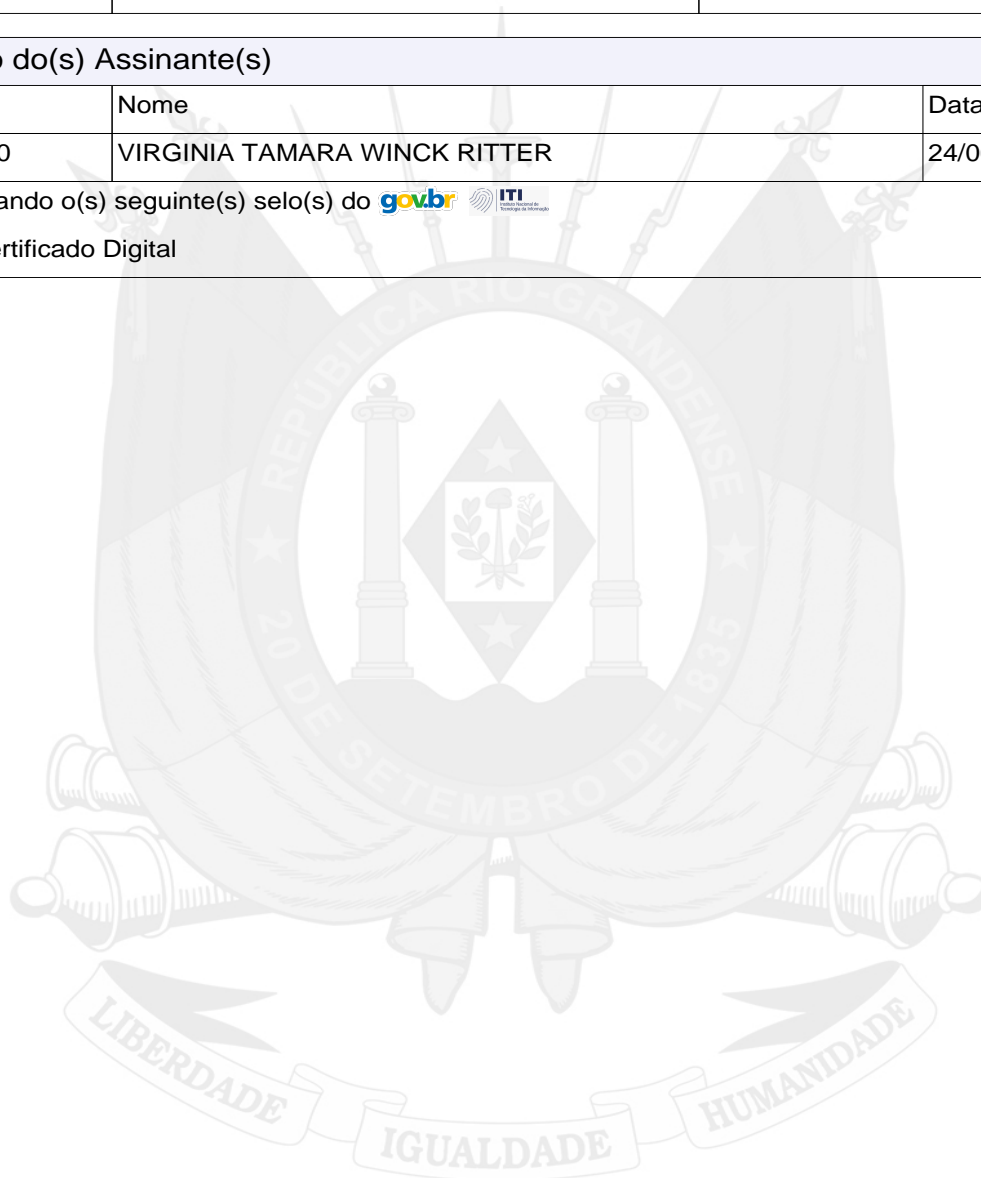 o do(s) Assinante(s)
Nome Data
0 VIRGINIA TAMARA WINCK RITTER 24/0
ando o(s) seguinte(s) selo(s) do gov.br ITI
rtificado Digital
REPÚBLICA RIO-GRANDENSE
20 DE SETEMBRO DE 1835
LIBERDADE IGUALDADE HUMANIDADE